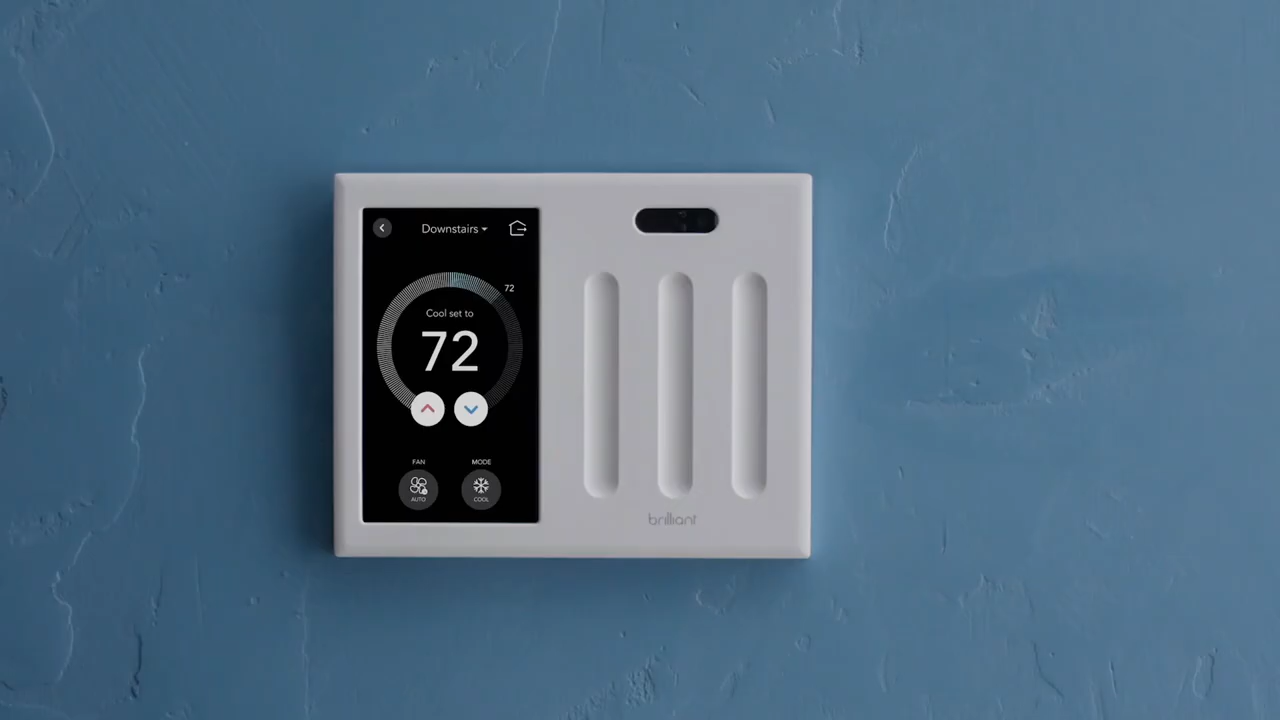 Downstairs
72
Cool set to
72
FAN
MODE
AUTO
COOL
brilliant